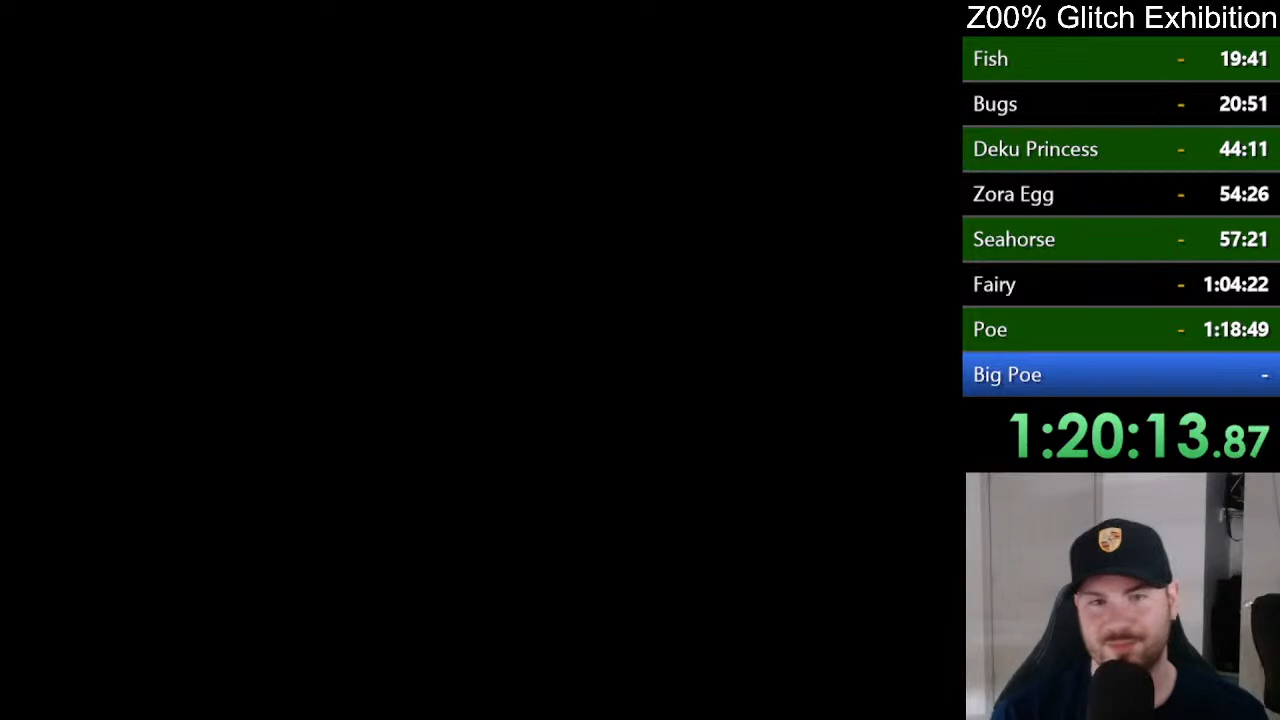 Z00% Glitch Exhibition
Fish - 19:41
Bugs - 20:51
Deku Princess - 44:11
Zora Egg - 54:26
Seahorse - 57:21
Fairy - 1:04:22
Poe - 1:18:49
Big Poe -
1:20:13.87